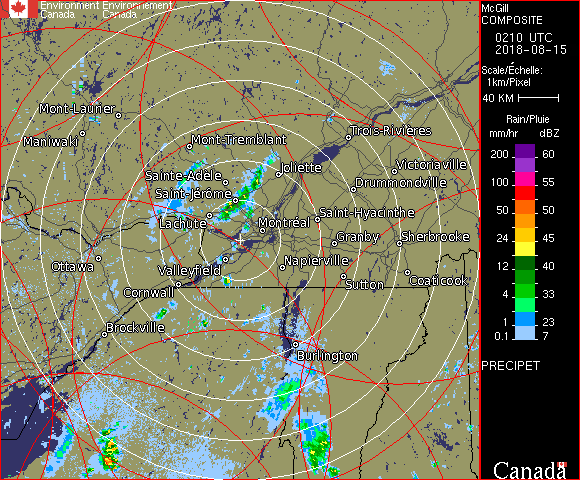 Environment Environnement
Canada Canada
McGill
COMPOSITE
0210 UTC
2018-08-15
Scale/Échelle:
1km/Pixel
40 KM
Rain/Pluie
mm/hr dBZ
200 60
100 55
50 50
24 45
12 40
4 33
1 23
0.1 7
PRECIPET
Canada
Mont-Laurier
Maniwaki
Mont-Tremblant
Trois-Rivières
Sainte-Adèle
Joliette
Victoriaville
Saint-Jérôme
Drummondville
Lachute
Saint-Hyacinthe
Montréal
Granby
Sherbrooke
Ottawa
Valleyfield
Napierville
Cornwall
Sutton
Coaticook
Brockville
Burlington